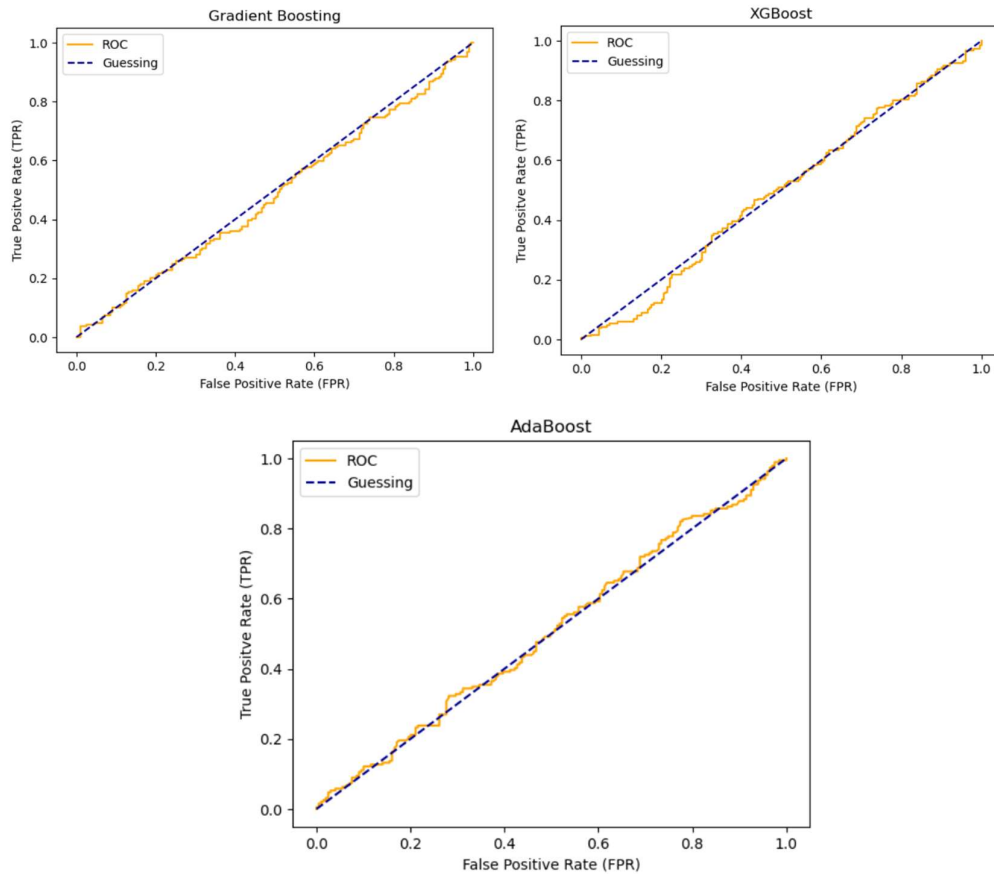 Gradient Boosting
ROC
Guessing
True Positve Rate (TPR)
1.0
0.8
0.6
0.4
0.2
0.0
0.0 0.2 0.4 0.6 0.8 1.0
False Positive Rate (FPR)
XGBoost
ROC
Guessing
True Positve Rate (TPR)
1.0
0.8
0.6
0.4
0.2
0.0
0.0 0.2 0.4 0.6 0.8 1.0
False Positive Rate (FPR)
AdaBoost
ROC
Guessing
True Positve Rate (TPR)
1.0
0.8
0.6
0.4
0.2
0.0
0.0 0.2 0.4 0.6 0.8 1.0
False Positive Rate (FPR)